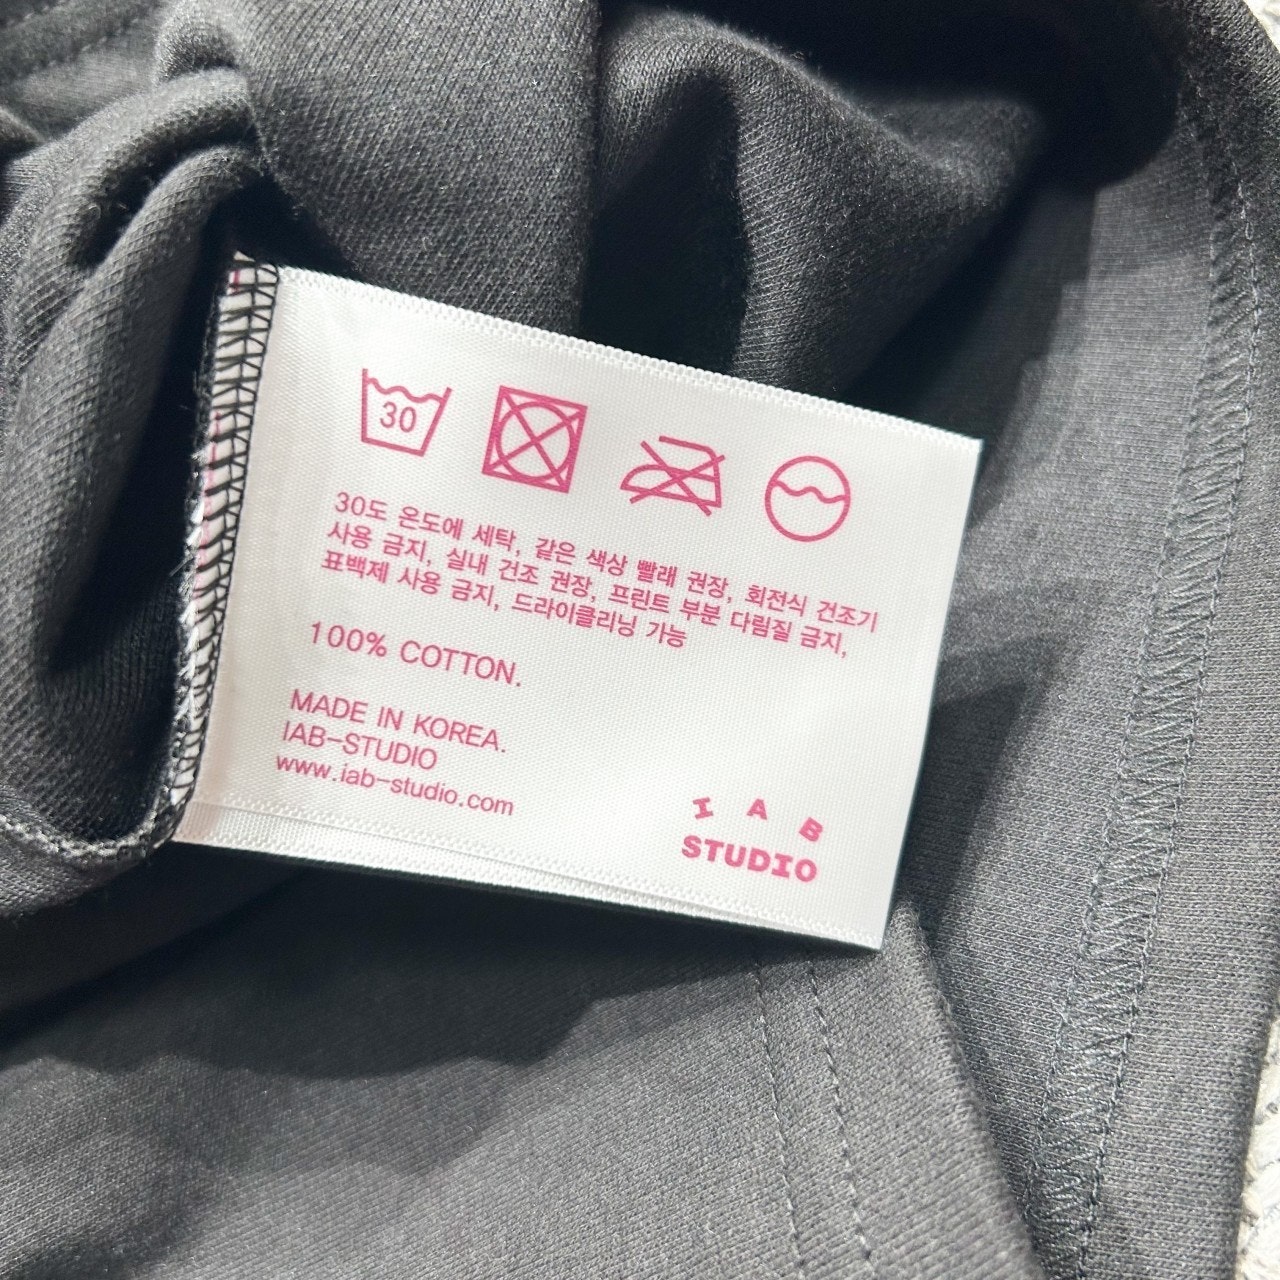 30
30도 온도에 세탁, 같은 색상 빨래 권장, 회전식 건조기
사용 금지, 실내 건조 권장, 프린트 부분 다림질 금지,
표백제 사용 금지, 드라이클리닝 가능
100% COTTON.
MADE IN KOREA.
IAB-STUDIO
www.iab-studio.com
I A B
STUDIO